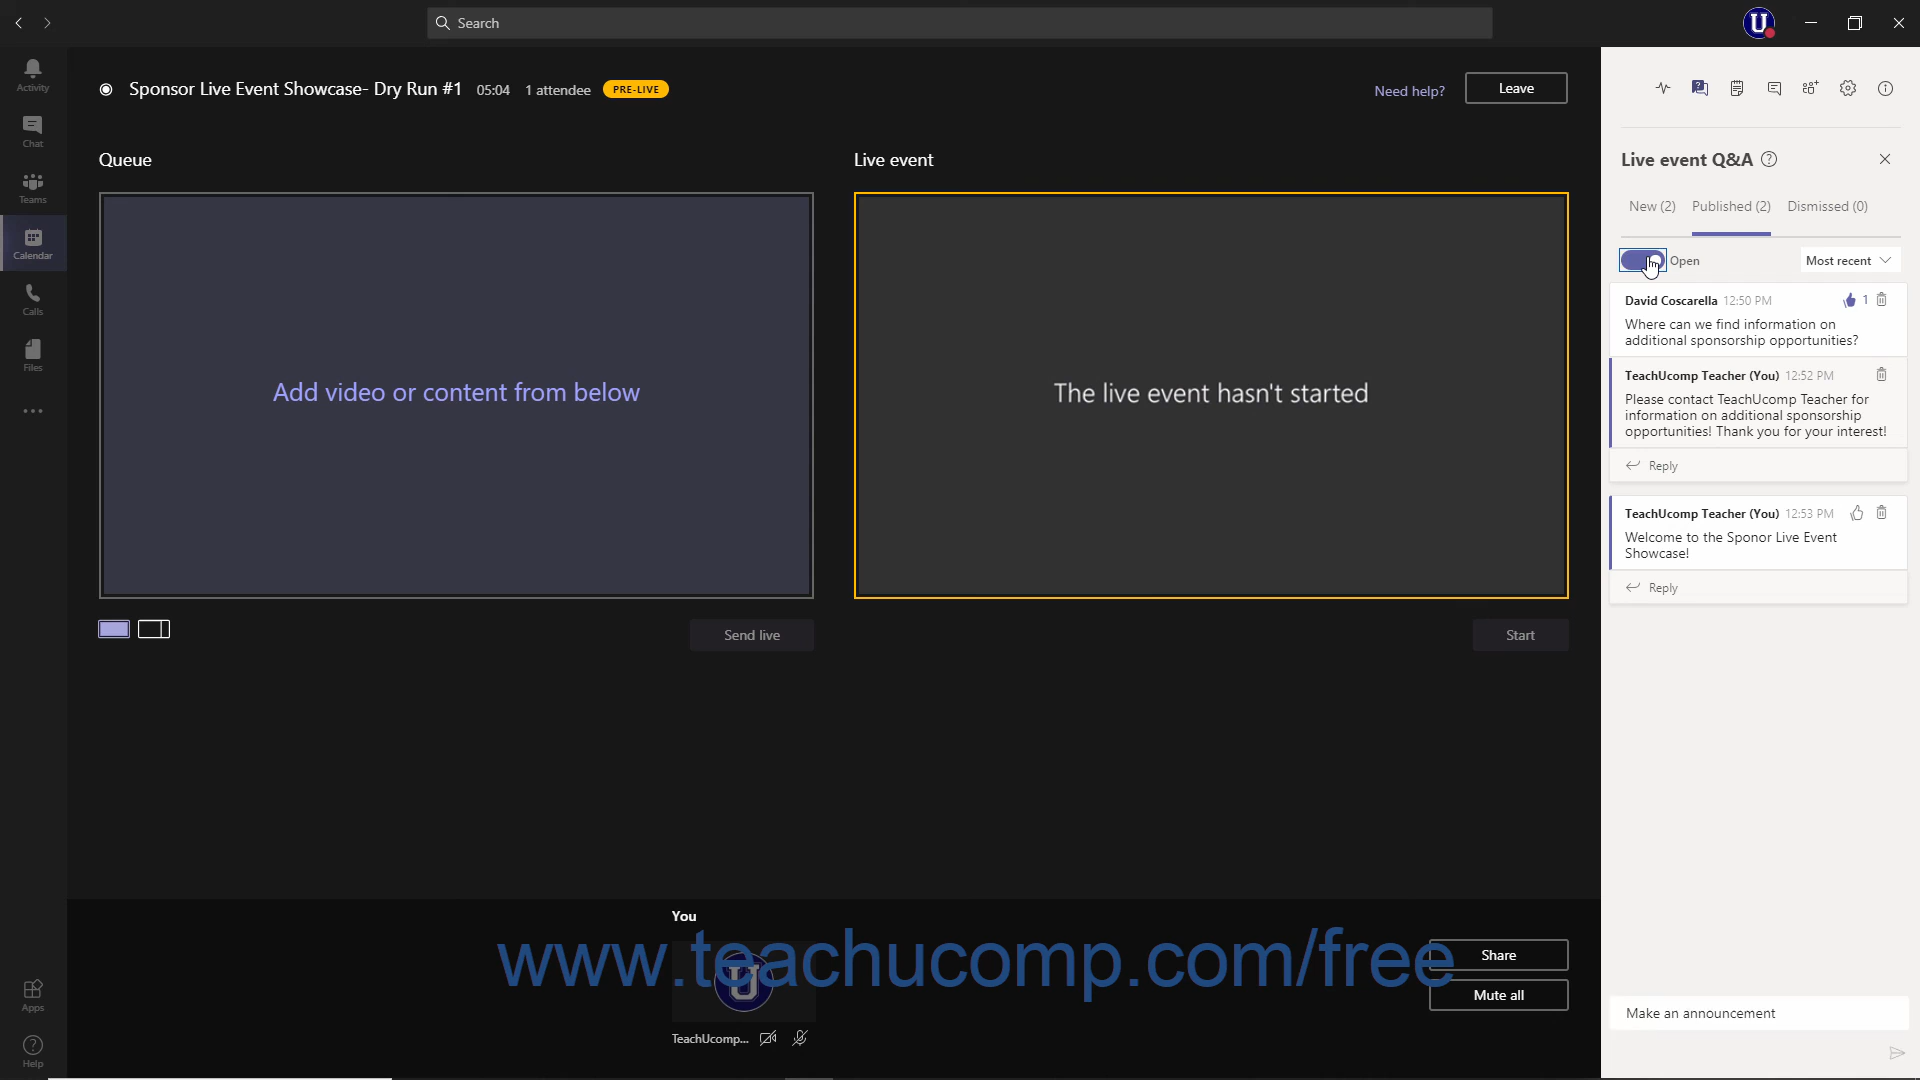 Search
U
Activity
Chat
Teams
Calendar
Calls
Files
Apps
Help
Sponsor Live Event Showcase- Dry Run #1 05:04 1 attendee PRE-LIVE
Need help?
Leave
Queue
Live event
Add video or content from below
The live event hasn't started
Send live
Start
You
www.teachucomp.com/free
U
TeachUcomp...
Share
Mute all
Live event Q&A
New (2) Published (2) Dismissed (0)
Open
Most recent
David Coscarella 12:50 PM 1
Where can we find information on
additional sponsorship opportunities?
TeachUcomp Teacher (You) 12:52 PM
Please contact TeachUcomp Teacher for
information on additional sponsorship
opportunities! Thank you for your interest!
Reply
TeachUcomp Teacher (You) 12:53 PM
Welcome to the Sponor Live Event
Showcase!
Reply
Make an announcement